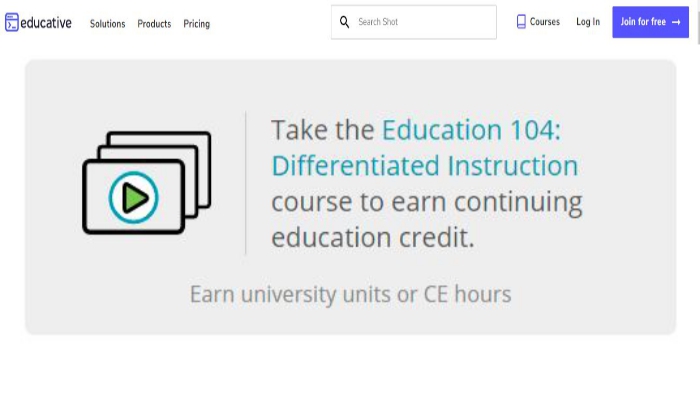 educative Solutions Products Pricing Search Shot Courses Log In Join for free →
Take the Education 104:
Differentiated Instruction
course to earn continuing
education credit.
Earn university units or CE hours